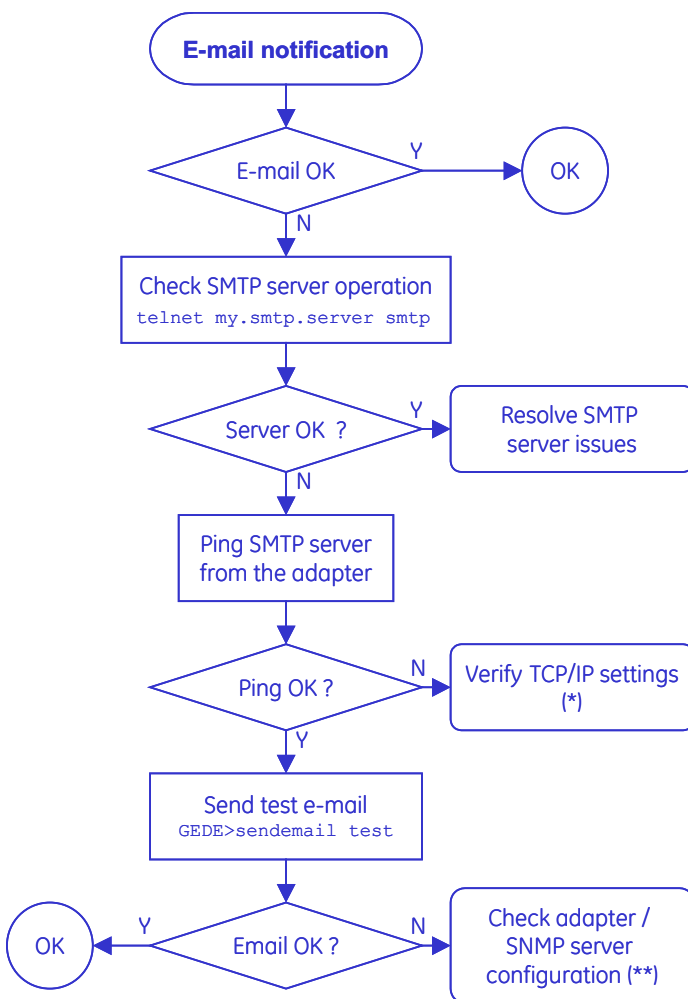 E-mail notification
E-mail OK
Y
OK
N
Check SMTP server operation
telnet my.smtp.server smtp
Server OK ?
Y
Resolve SMTP
server issues
N
Ping SMTP server
from the adapter
Ping OK ?
N
Verify TCP/IP settings
(*)
Y
Send test e-mail
GEDE>sendemail test
OK
Y
Email OK ?
N
Check adapter /
SNMP server
configuration (**)